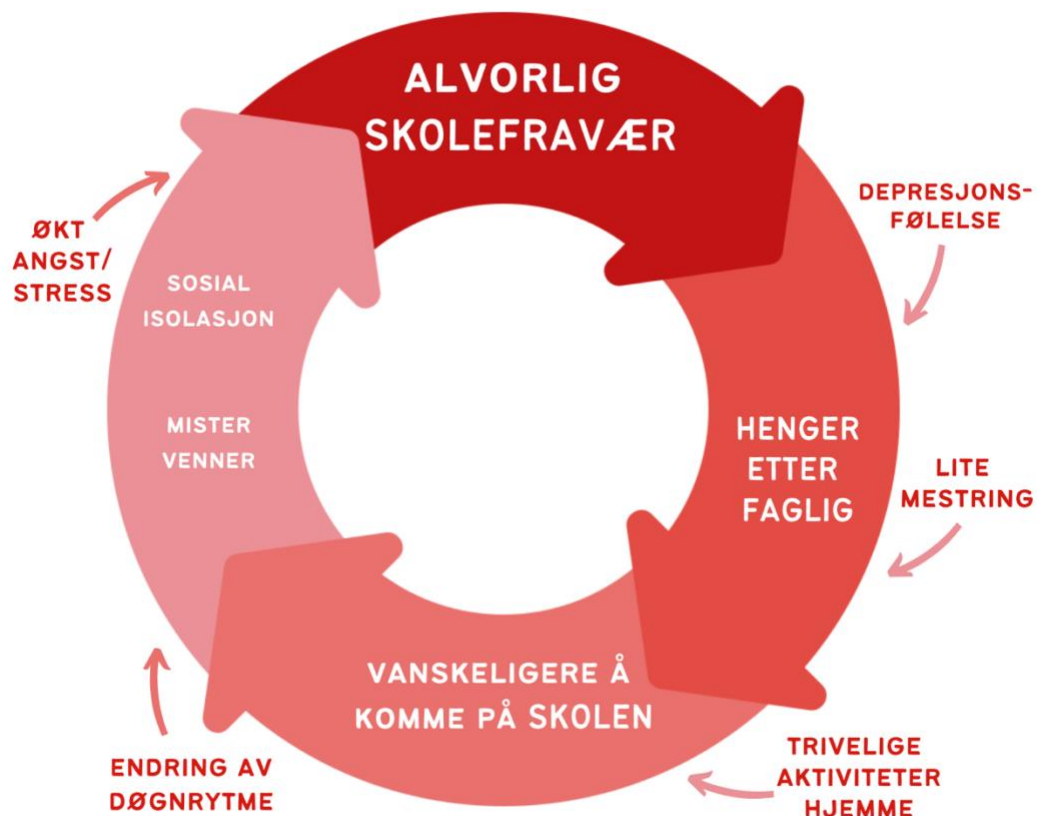 ALVORLIG
SKOLEFRAVÆR
DEPRESJONS-
FØLELSE
HENGER
ETTER
FAGLIG
LITE
MESTRING
TRIVELIGE
AKTIVITETER
HJEMME
VANSKELIGERE Å
KOMME PÅ SKOLEN
ENDRING AV
DØGNRYTME
MISTER
VENNER
SOSIAL
ISOLASJON
ØKT
ANGST/
STRESS